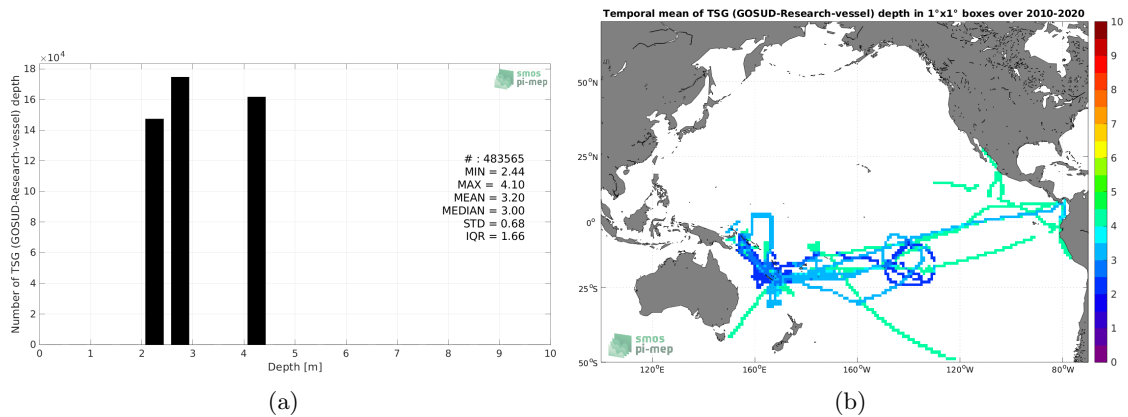 ×10⁴
18
16
14
12
10
8
6
4
2
0
Number of TSG (GOSUD-Research-vessel) depth
0 1 2 3 4 5 6 7 8 9 10
Depth [m]
smos
pi-mep
# : 483565
MIN = 2.44
MAX = 4.10
MEAN = 3.20
MEDIAN = 3.00
STD = 0.68
IQR = 1.66
(a)
Temporal mean of TSG (GOSUD-Research-vessel) depth in 1°x1° boxes over 2010-2020
50°N
25°N
0°
25°S
50°S
120°E 160°E 160°W 120°W 80°W
smos
pi-mep
10
9
8
7
6
5
4
3
2
1
0
(b)